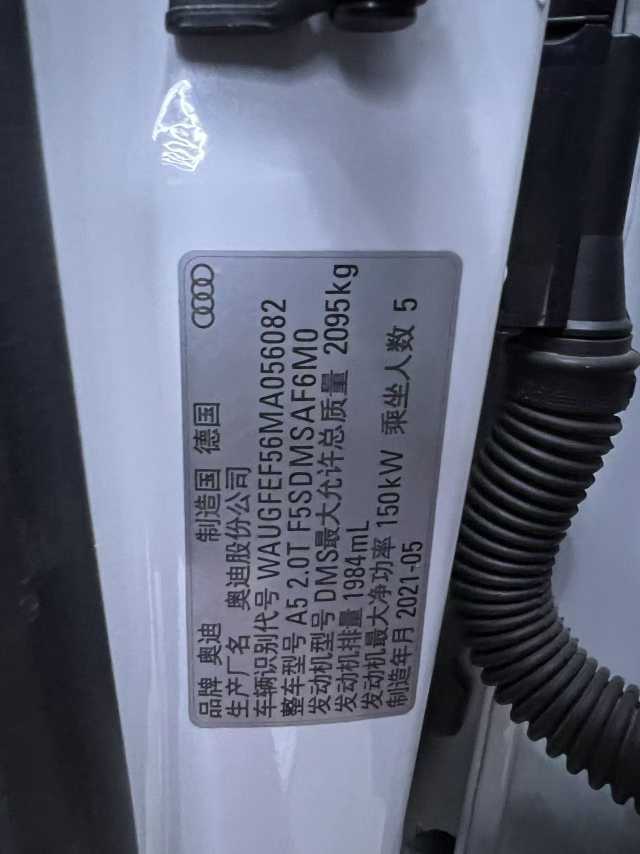 品牌 奥迪 制造国 德国
生产厂名 奥迪股份公司
车辆识别代号 WAUGFEF56MA056082
整车型号 A5 2.0T F5SDMSAF6M0
发动机型号 DMS最大允许总质量 2095kg
发动机排量 1984mL
发动机最大净功率 150kW 乘坐人数 5
制造年月 2021-05